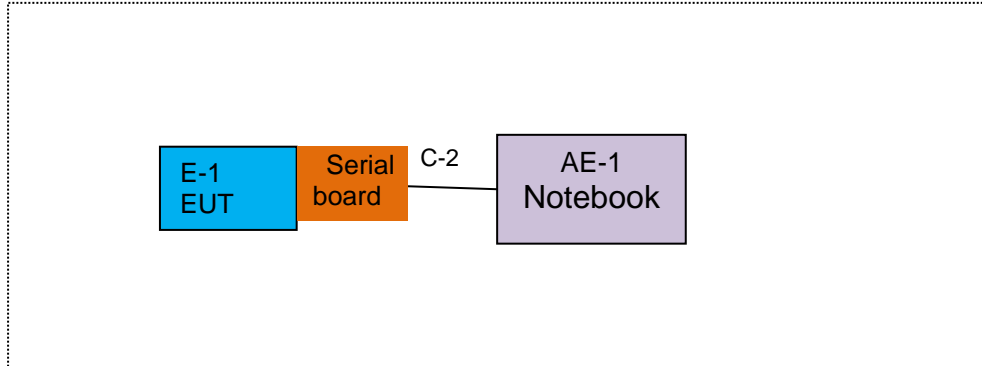 E-1
EUT
Serial
board
C-2
AE-1
Notebook